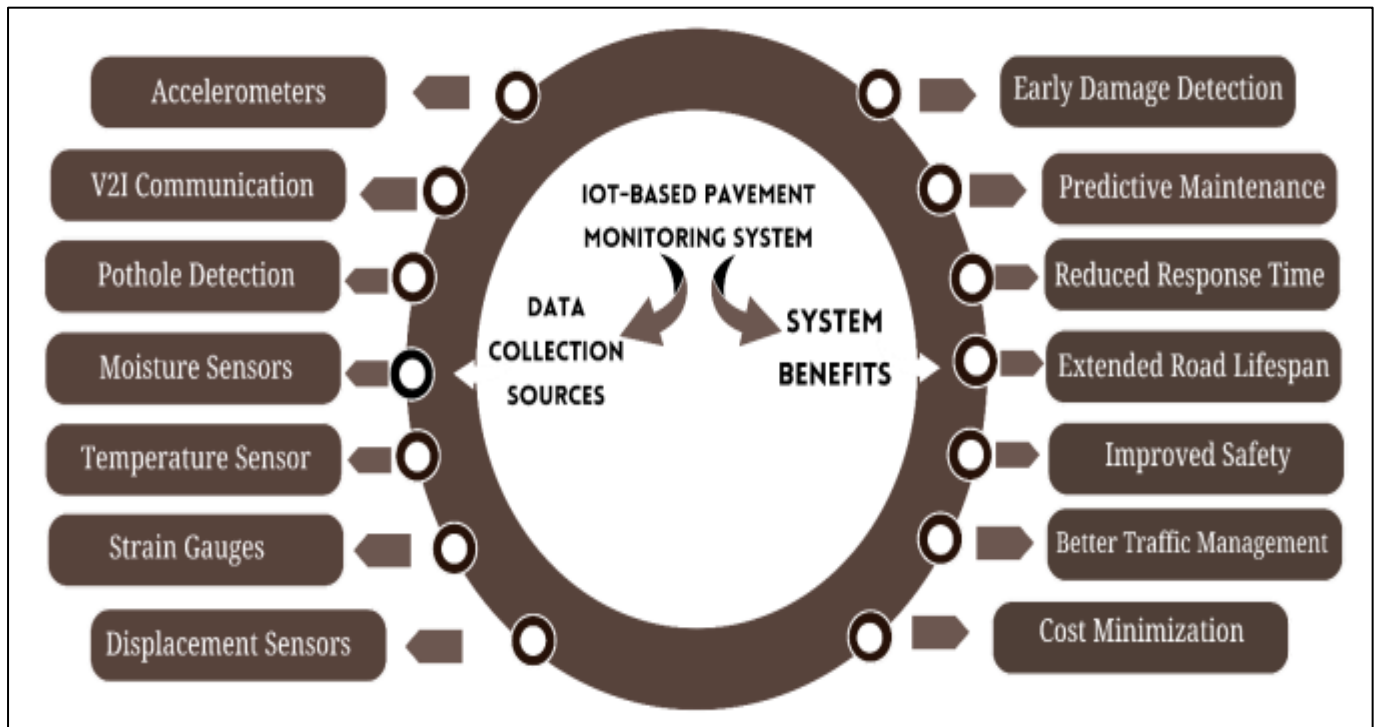 IOT-BASED PAVEMENT
MONITORING SYSTEM
DATA
COLLECTION
SOURCES
SYSTEM
BENEFITS
Accelerometers
V2I Communication
Pothole Detection
Moisture Sensors
Temperature Sensor
Strain Gauges
Displacement Sensors
Early Damage Detection
Predictive Maintenance
Reduced Response Time
Extended Road Lifespan
Improved Safety
Better Traffic Management
Cost Minimization